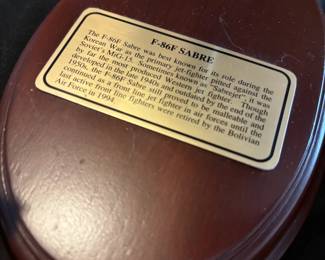 F-86F SABRE
The F-86F Sabre was best known for its role during the
Korean War as the primary jet-fighter pitted against the
Soviet's MiG-15. Sometimes known as "Sabrejet", it was
by far the most produced Western jet fighter. Though
developed in the late 1940s and outdated by the end of the
1950s, the F-86F Sabre still proved to be malleable and
continued as a front line jet fighter in air forces until the
last active front line fighters were retired by the Bolivian
Air Force in 1994.